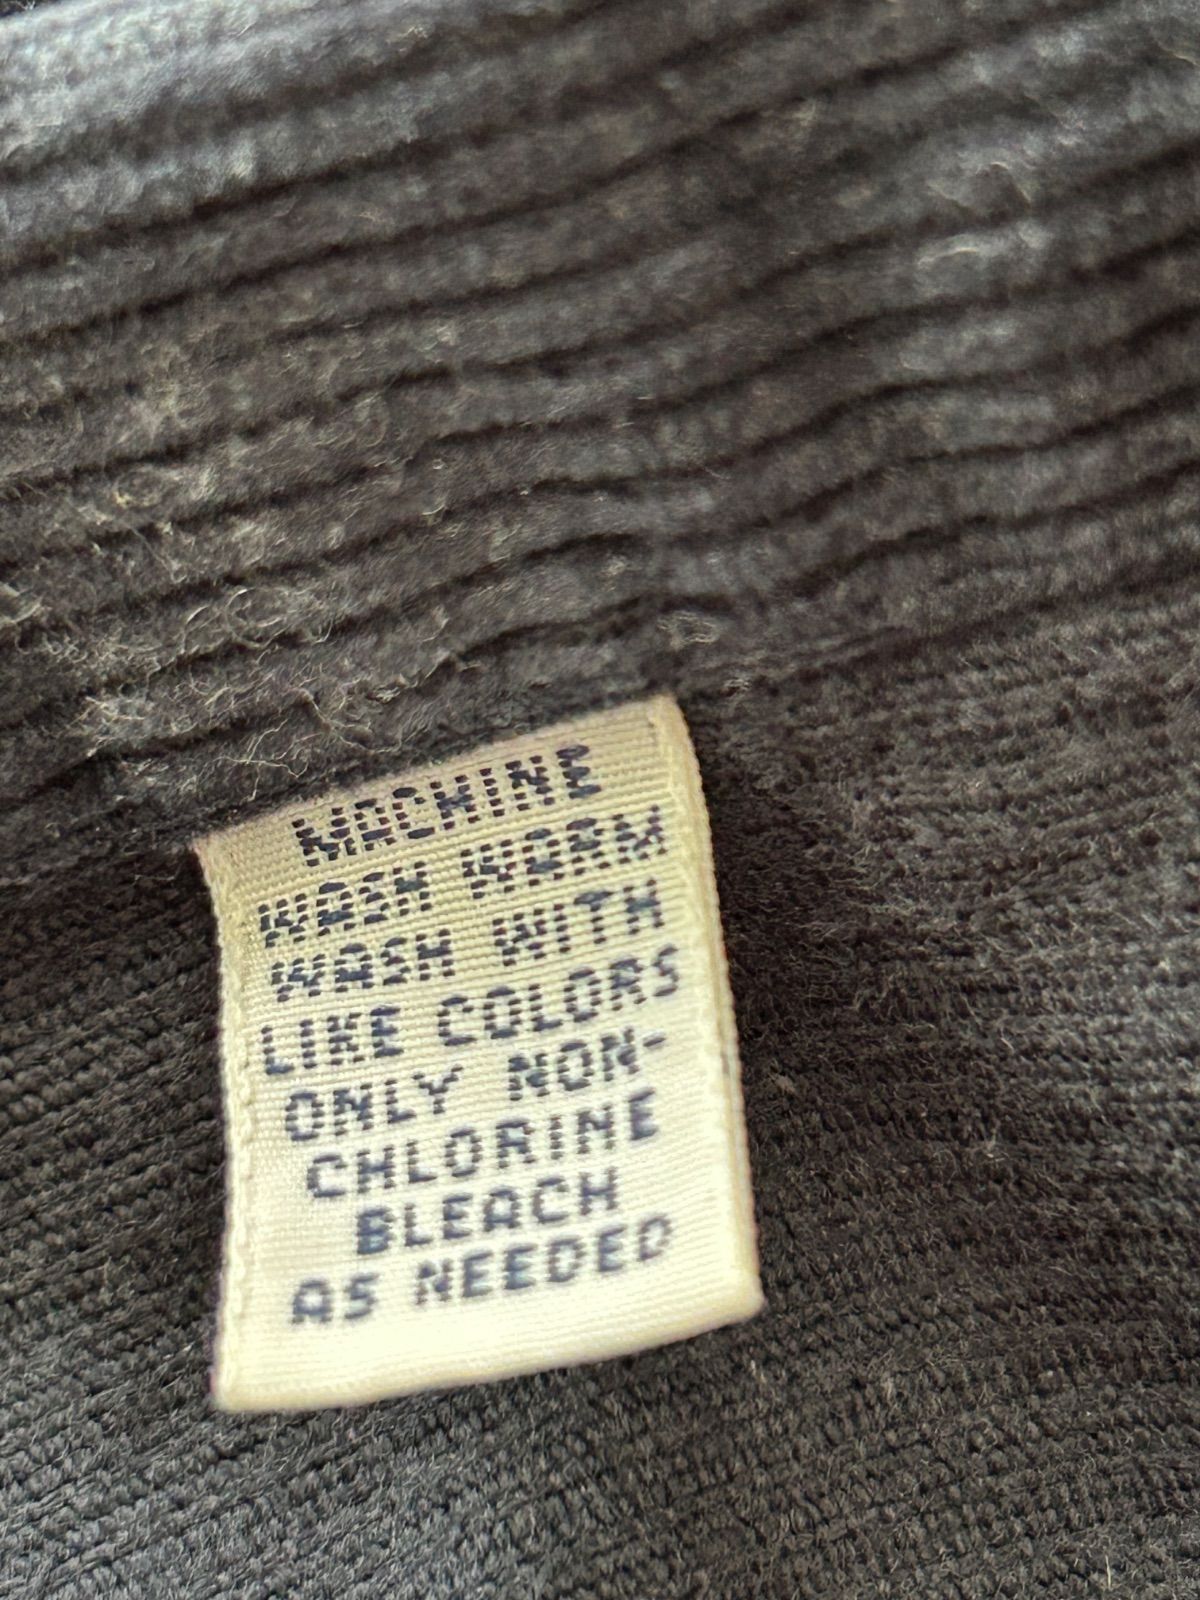 MACHINE
WASH WARM
WASH WITH
LIKE COLORS
ONLY NON-
CHLORINE
BLEACH
AS NEEDED